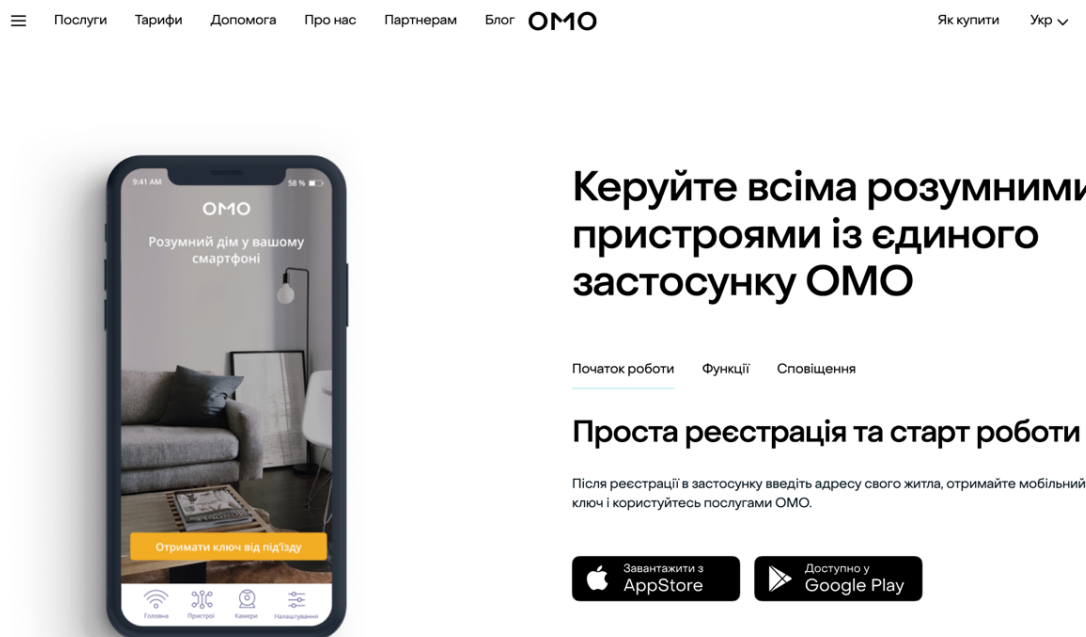 Послуги Тарифи Допомога Про нас Партнерам Блог OMO Як купити Укр
9:41 AM 58 %
OMO
Розумний дім у вашому
смартфоні
Отримати ключ від під'їзду
Головна Пристрої Камери Налаштування
Керуйте всіма розумними
пристроями із єдиного
застосунку ОМО
Початок роботи Функції Сповіщення
Проста реєстрація та старт роботи
Після реєстрації в застосунку введіть адресу свого житла, отримайте мобільний
ключ і користуйтесь послугами ОМО.
Завантажити з
AppStore
Доступно у
Google Play